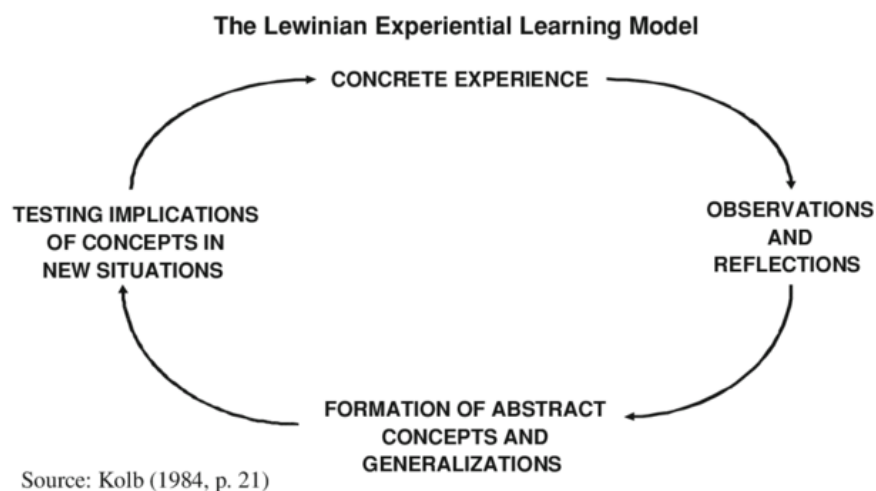 The Lewinian Experiential Learning Model
CONCRETE EXPERIENCE
OBSERVATIONS
AND
REFLECTIONS
FORMATION OF ABSTRACT
CONCEPTS AND
GENERALIZATIONS
TESTING IMPLICATIONS
OF CONCEPTS IN
NEW SITUATIONS
Source: Kolb (1984, p. 21)